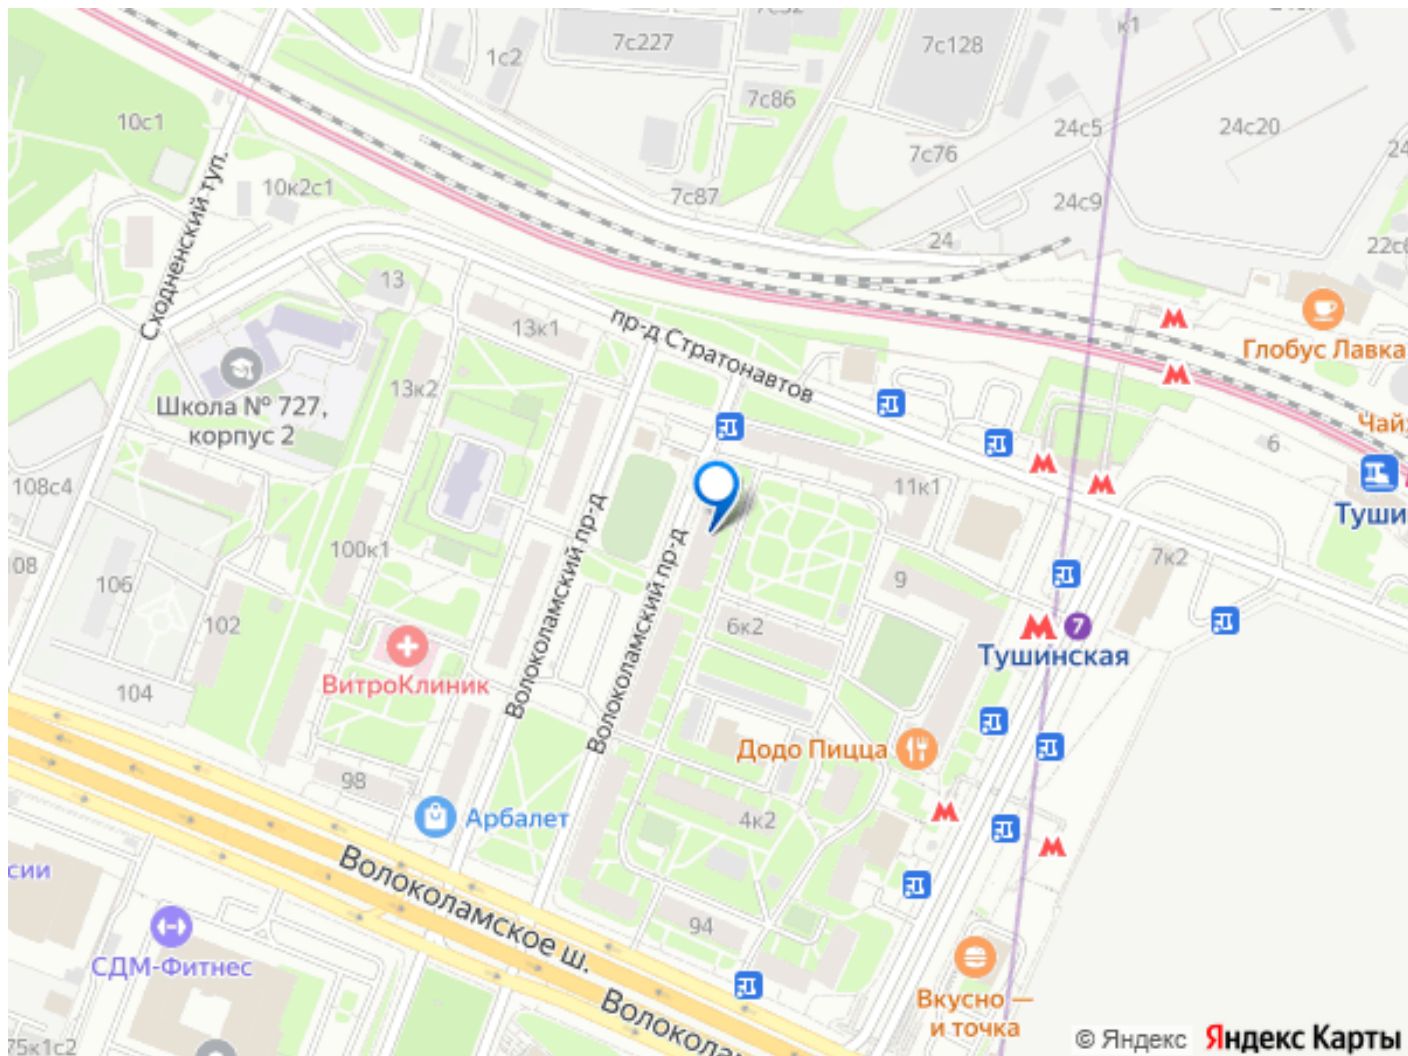 7с227
7с128
к1
1с2
7с86
10с1
24с5
24с20
7с76
Сходненский туп.
10к2с1
7с87
24с9
24
13
13к1
пр-д Стратонавтов
Глобус Лавка
13к2
Школа № 727,
корпус 2
6
108с4
11к1
100к1
Волоколамский пр-д
Волоколамский пр-д
7к2
08
106
9
102
6к2
7
Тушинская
104
ВитроКлиник
Додо Пицца
98
Арбалет
4к2
Волоколамское ш.
сии
94
СДМ-Фитнес
Вкусно —
и точка
75к1с2
© Яндекс Яндекс Карты